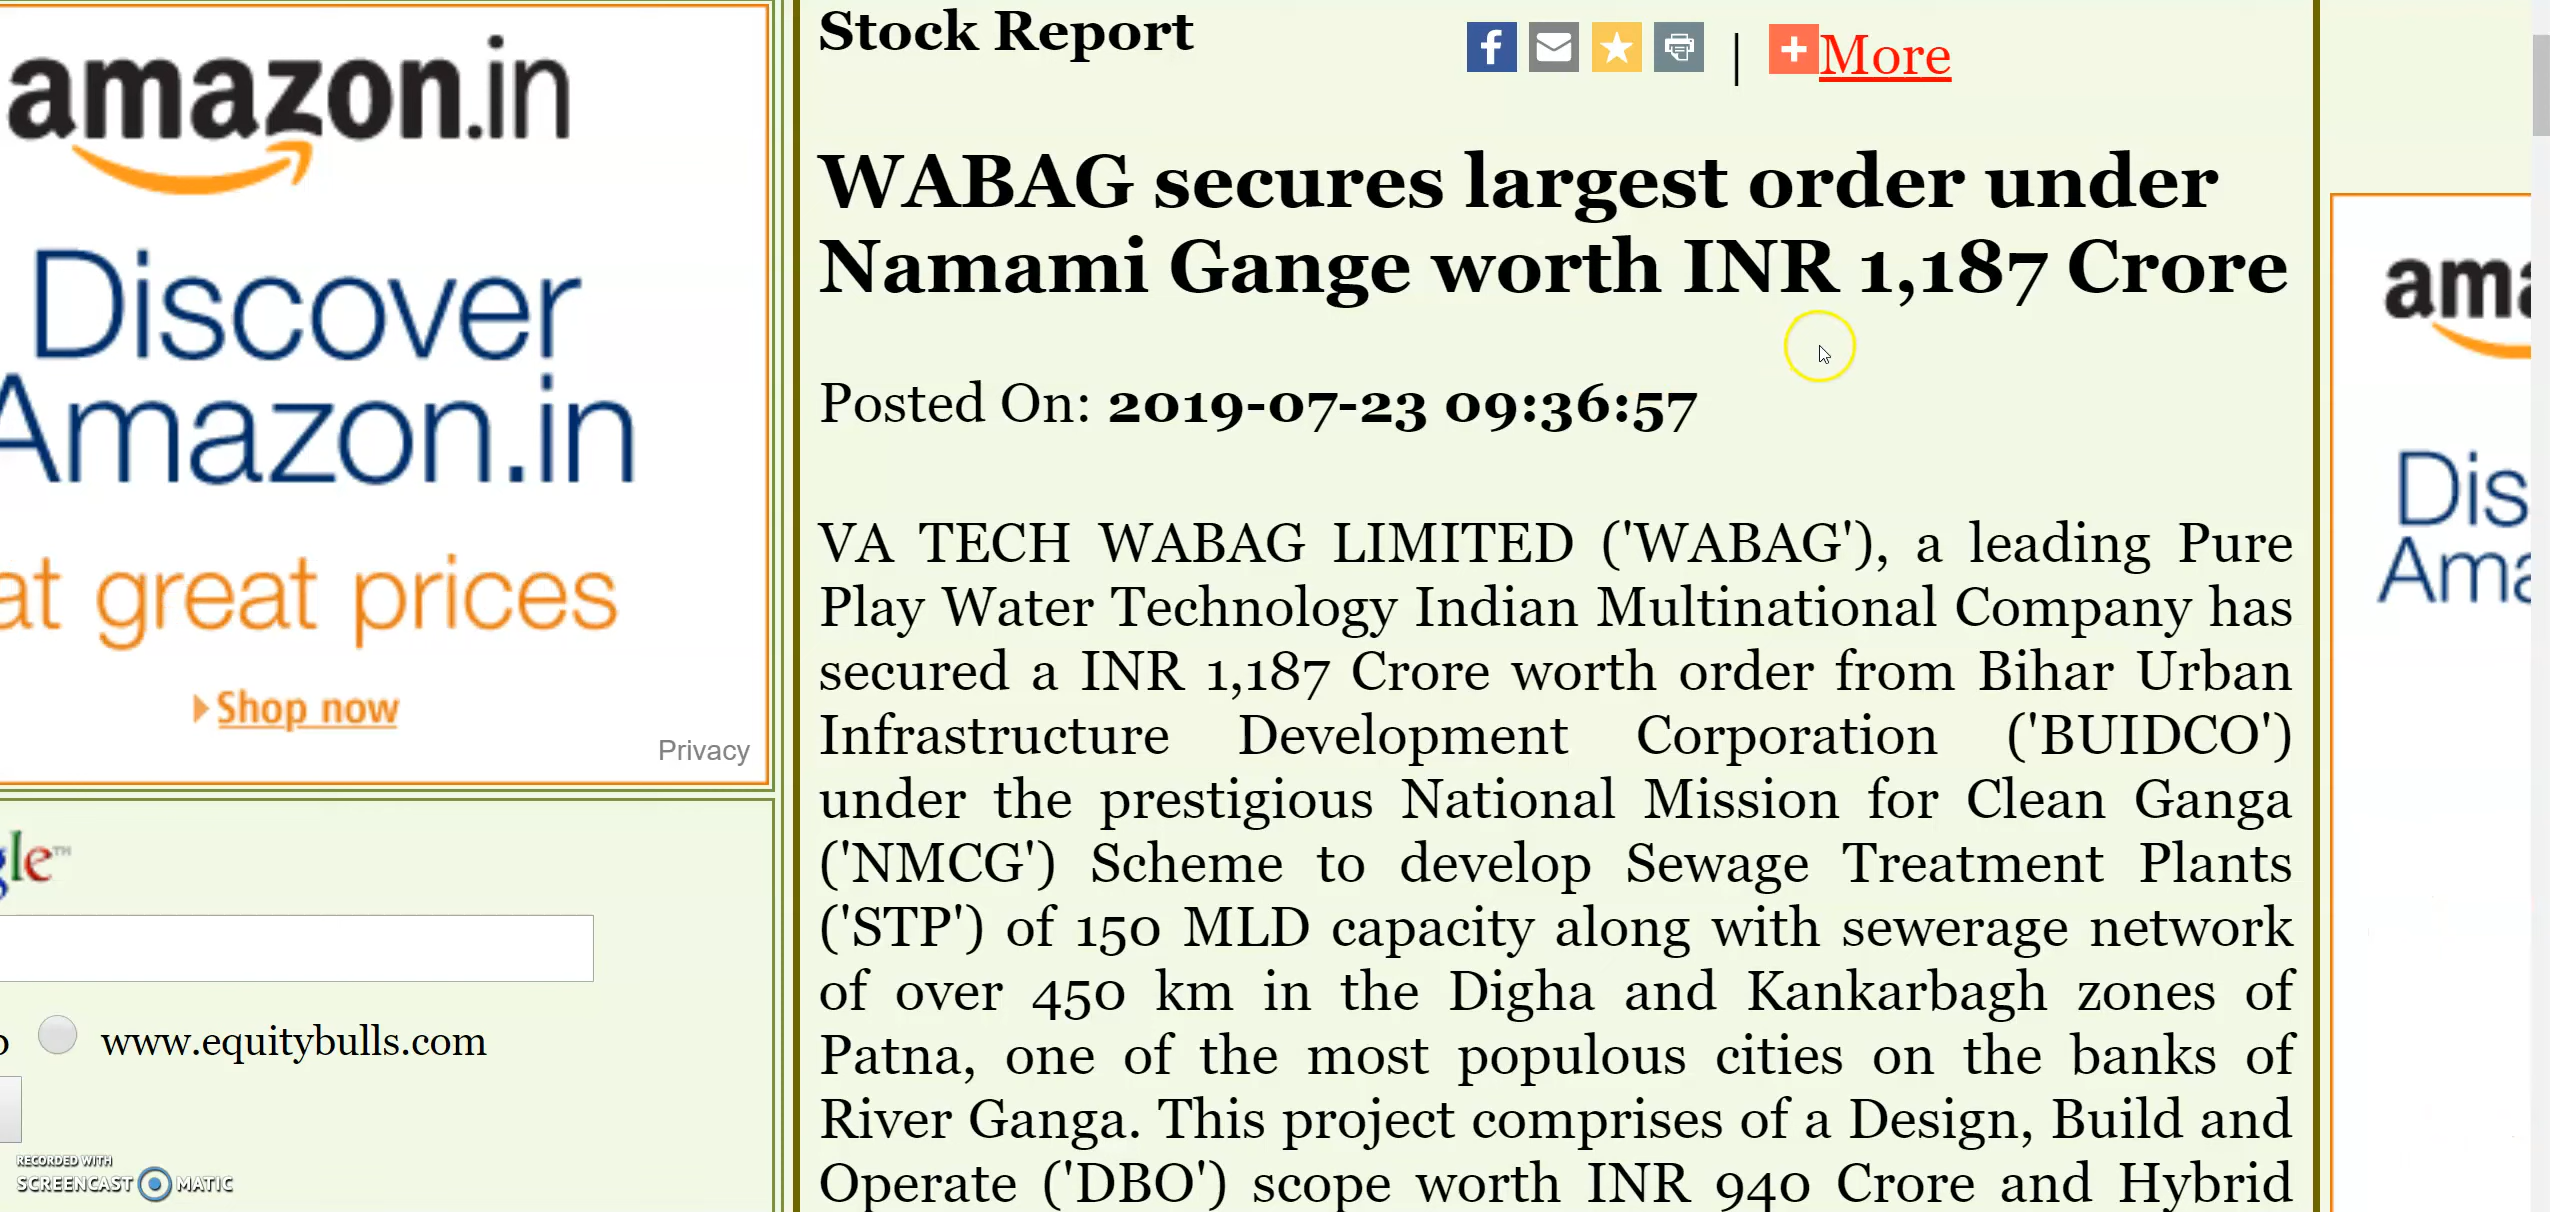 amazon.in
Discover
Amazon.in
at great prices
Shop now
Privacy
gle™
www.equitybulls.com
RECORDED WITH
SCREENCAST MATIC
Stock Report
| More
WABAG secures largest order under
Namami Gange worth INR 1,187 Crore
Posted On: 2019-07-23 09:36:57
VA TECH WABAG LIMITED ('WABAG'), a leading Pure
Play Water Technology Indian Multinational Company has
secured a INR 1,187 Crore worth order from Bihar Urban
Infrastructure Development Corporation ('BUIDCO')
under the prestigious National Mission for Clean Ganga
('NMCG') Scheme to develop Sewage Treatment Plants
('STP') of 150 MLD capacity along with sewerage network
of over 450 km in the Digha and Kankarbagh zones of
Patna, one of the most populous cities on the banks of
River Ganga. This project comprises of a Design, Build and
Operate ('DBO') scope worth INR 940 Crore and Hybrid
am
Dis
Ama